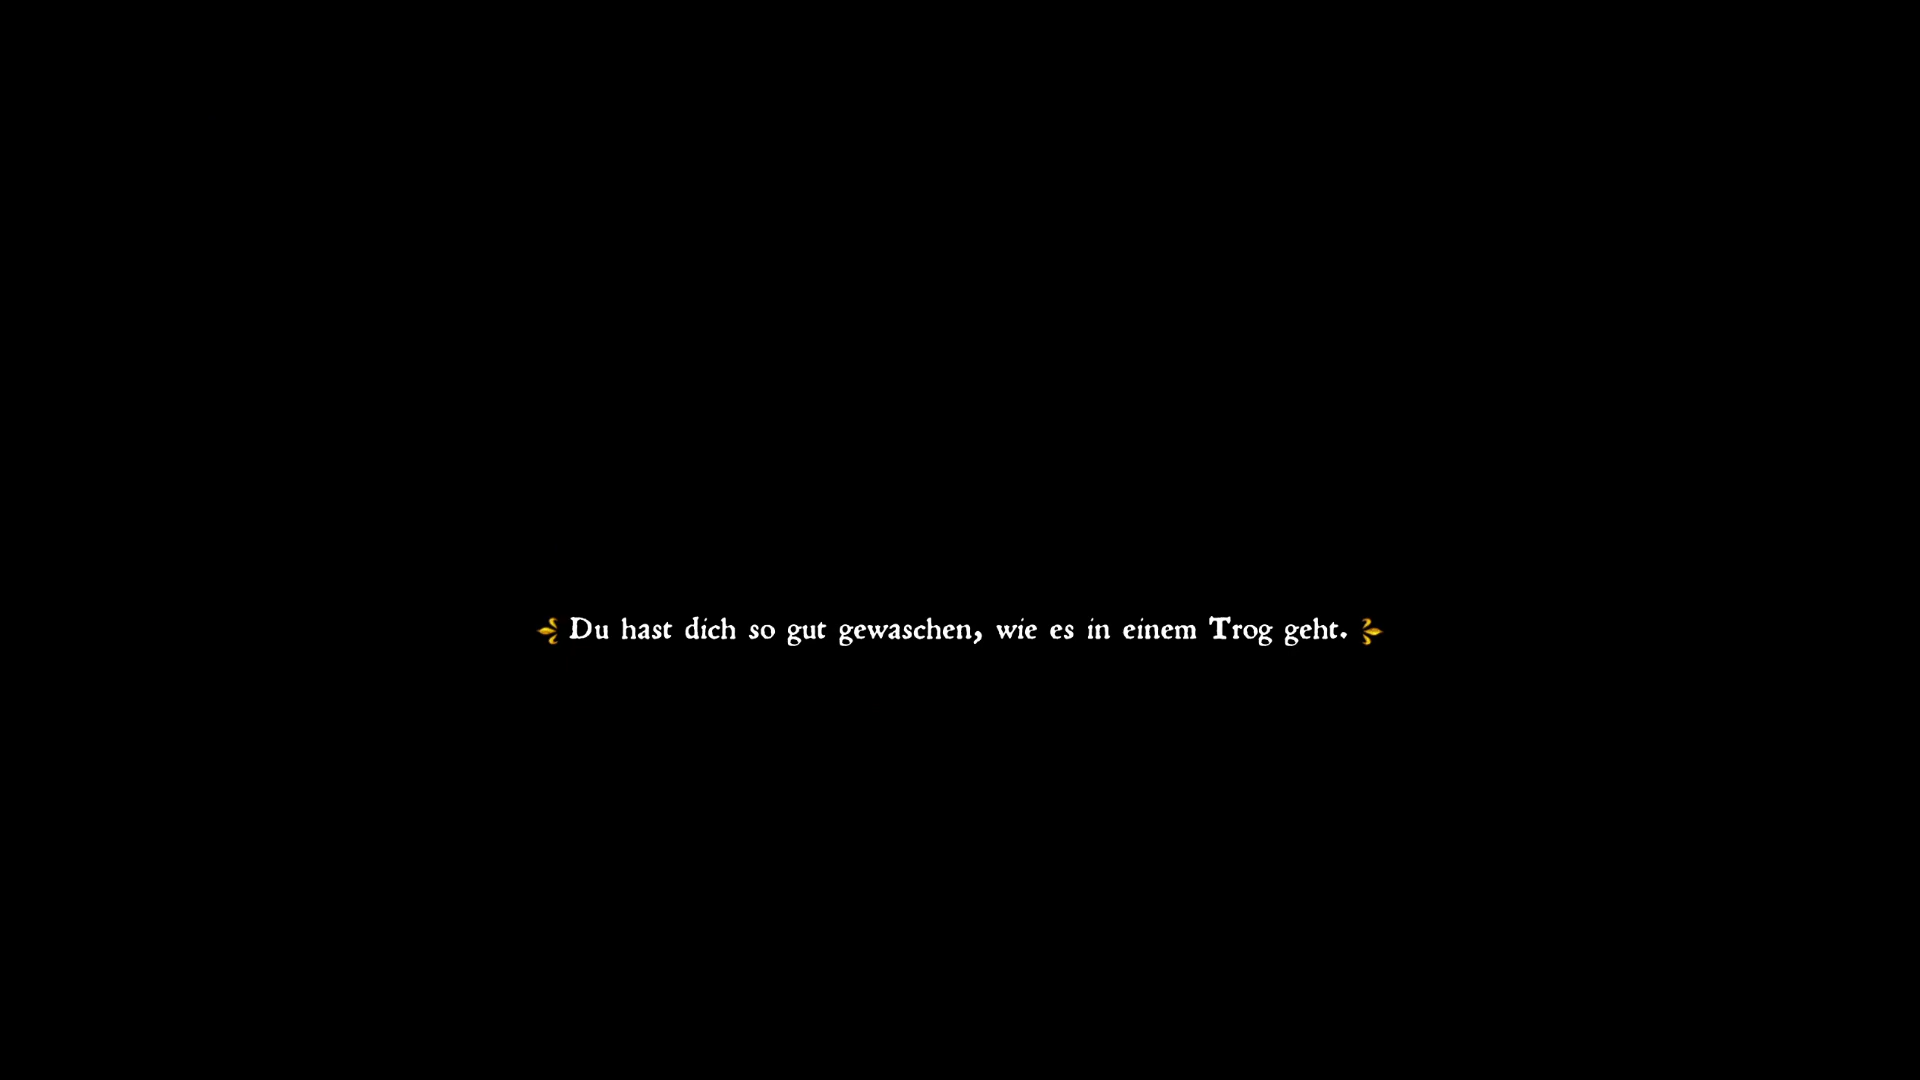 Du hast dich so gut gewaschen, wie es in einem Trog geht.